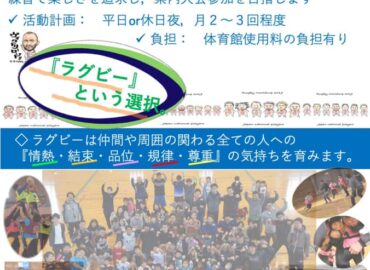 練習で楽しさを追求し，県内大会参加を目指します
✓ 活動計画：　平日or休日夜，月２～３回程度
✓ 負担：　体育館使用料の負担有り
『ラグビー』
という選択。
◇ ラグビーは仲間や周囲の関わる全ての人への
『情熱・結束・品位・規律・尊重』の気持ちを育みます。